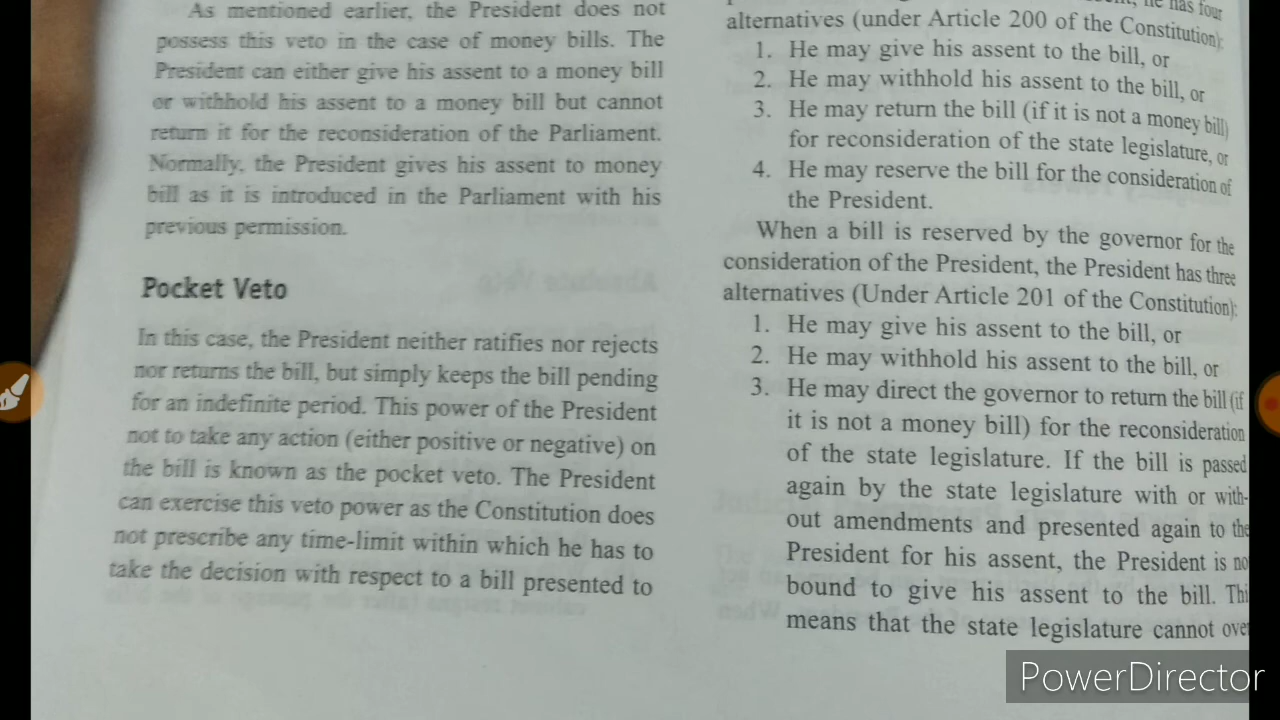 As mentioned earlier, the President does not
possess this veto in the case of money bills. The
President can either give his assent to a money bill
or withhold his assent to a money bill but cannot
return it for the reconsideration of the Parliament.
Normally, the President gives his assent to money
bill as it is introduced in the Parliament with his
previous permission.
Pocket Veto
In this case, the President neither ratifies nor rejects
nor returns the bill, but simply keeps the bill pending
for an indefinite period. This power of the President
not to take any action (either positive or negative) on
the bill is known as the pocket veto. The President
can exercise this veto power as the Constitution does
not prescribe any time-limit within which he has to
take the decision with respect to a bill presented to
he has four
alternatives (under Article 200 of the Constitution):
1. He may give his assent to the bill, or
2. He may withhold his assent to the bill, or
3. He may return the bill (if it is not a money bill)
for reconsideration of the state legislature, or
4. He may reserve the bill for the consideration of
the President.
When a bill is reserved by the governor for the
consideration of the President, the President has three
alternatives (Under Article 201 of the Constitution):
1. He may give his assent to the bill, or
2. He may withhold his assent to the bill, or
3. He may direct the governor to return the bill (if
it is not a money bill) for the reconsideration
of the state legislature. If the bill is passed
again by the state legislature with or with-
out amendments and presented again to the
President for his assent, the President is no
bound to give his assent to the bill. Thi
means that the state legislature cannot over
PowerDirector